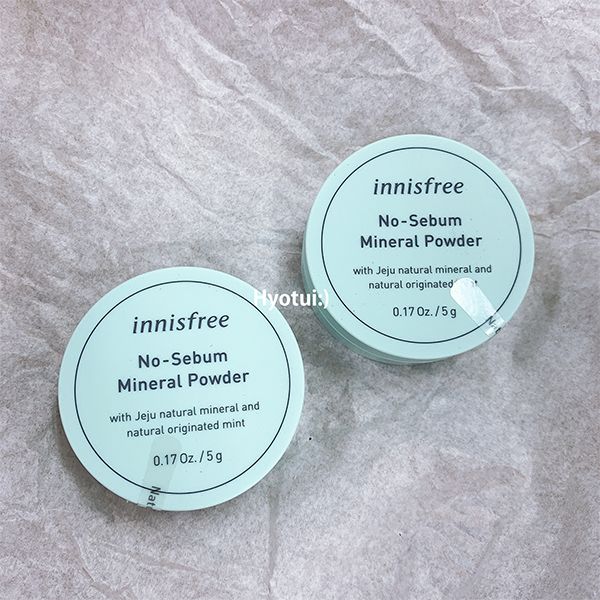 innisfree
No-Sebum
Mineral Powder
with Jeju natural mineral and
natural originated
0.17 Oz. / 5 g
Hyotui:)
innisfree
No-Sebum
Mineral Powder
with Jeju natural mineral and
natural originated mint
0.17 Oz. / 5 g